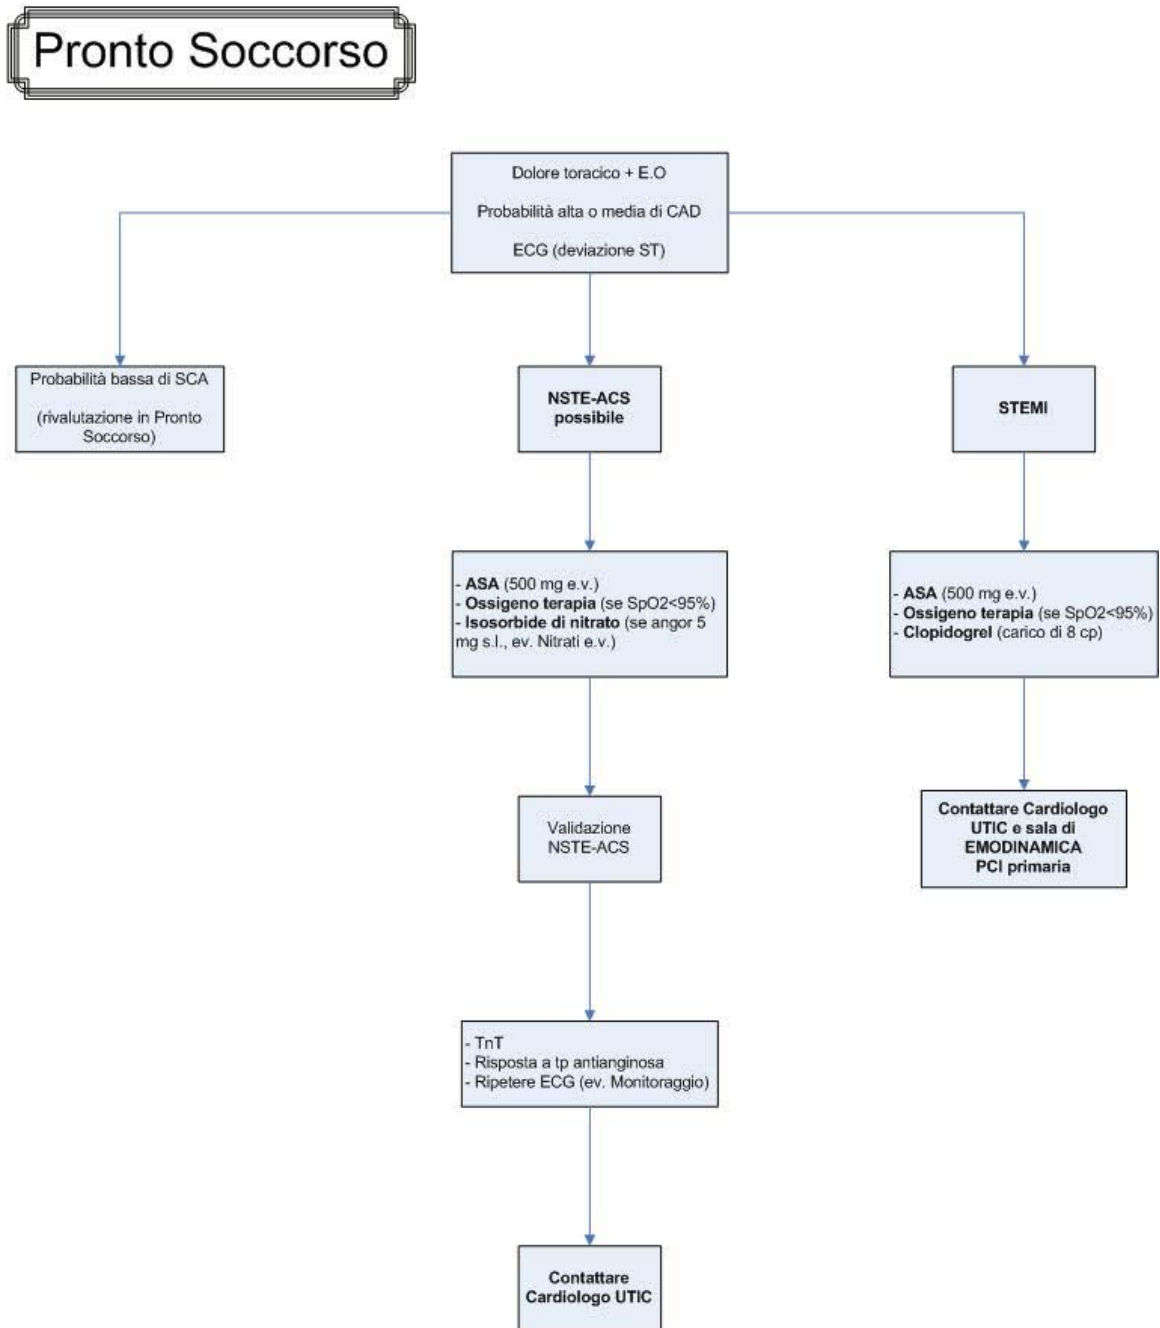 Pronto Soccorso
Dolore toracico + E.O
Probabilità alta o media di CAD
ECG (deviazione ST)
Probabilità bassa di SCA
(rivalutazione in Pronto
Soccorso)
NSTE-ACS
possibile
STEMI
- ASA (500 mg e.v.)
- Ossigeno terapia (se SpO2<95%)
- Isosorbide di nitrato (se angor 5
mg s.l., ev. Nitrati e.v.)
- ASA (500 mg e.v.)
- Ossigeno terapia (se SpO2<95%)
- Clopidogrel (carico di 8 cp)
Validazione
NSTE-ACS
Contattare Cardiologo
UTIC e sala di
EMODINAMICA
PCI primaria
- TnT
- Risposta a tp antianginosa
- Ripetere ECG (ev. Monitoraggio)
Contattare
Cardiologo UTIC